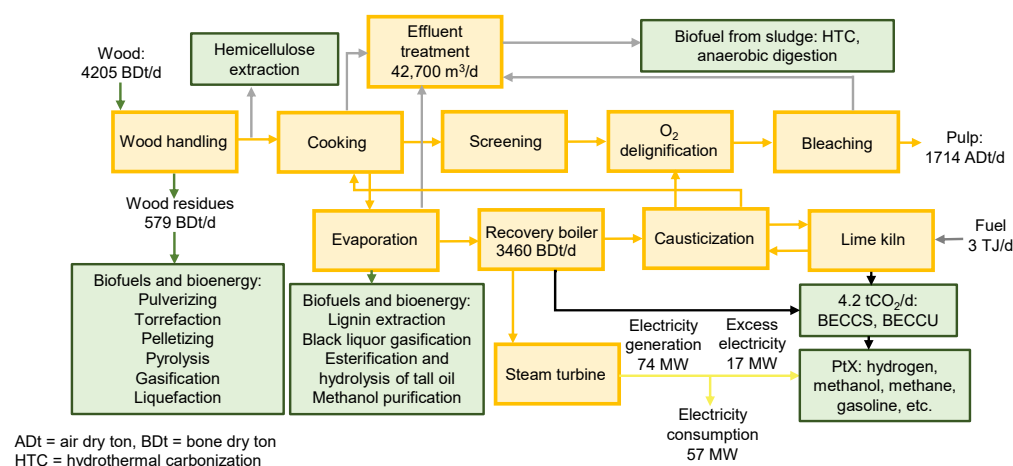 Wood:
4205 BDt/d
Hemicellulose
extraction
Effluent
treatment
42,700 m³/d
Biofuel from sludge: HTC,
anaerobic digestion
Wood handling
Cooking
Screening
O₂
delignification
Bleaching
Pulp:
1714 ADt/d
Wood residues
579 BDt/d
Evaporation
Recovery boiler
3460 BDt/d
Causticization
Lime kiln
Fuel
3 TJ/d
Biofuels and bioenergy:
Pulverizing
Torrefaction
Pelletizing
Pyrolysis
Gasification
Liquefaction
Biofuels and bioenergy:
Lignin extraction
Black liquor gasification
Esterification and
hydrolysis of tall oil
Methanol purification
4.2 tCO₂/d:
BECCS, BECCU
Steam turbine
Electricity
generation
74 MW
Excess
electricity
17 MW
PtX: hydrogen,
methanol, methane,
gasoline, etc.
Electricity
consumption
57 MW
ADt = air dry ton, BDt = bone dry ton
HTC = hydrothermal carbonization